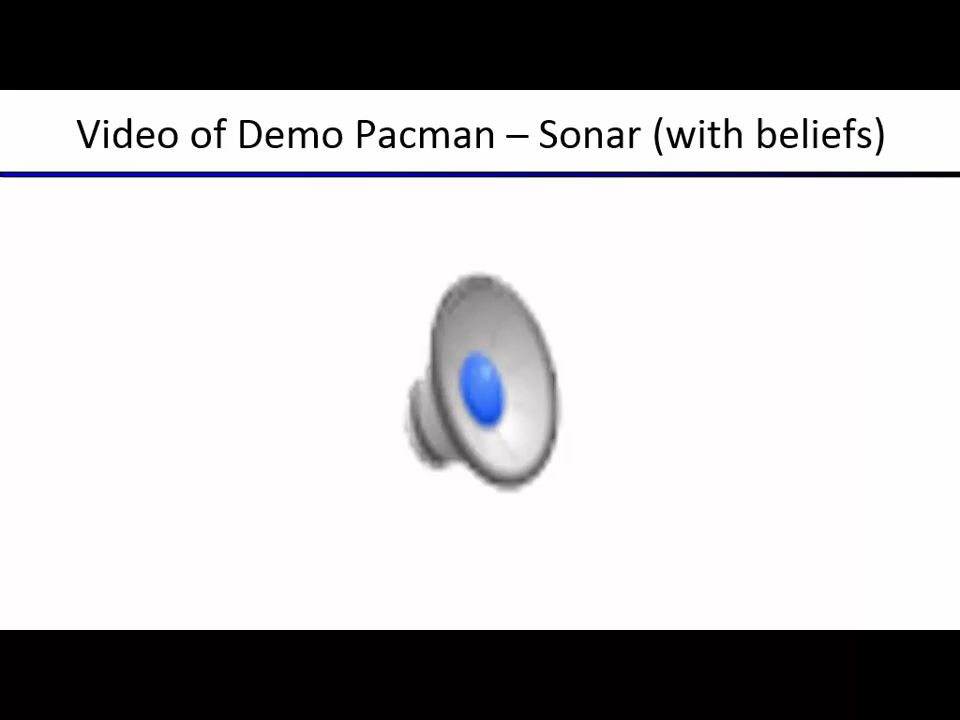 Video of Demo Pacman – Sonar (with beliefs)